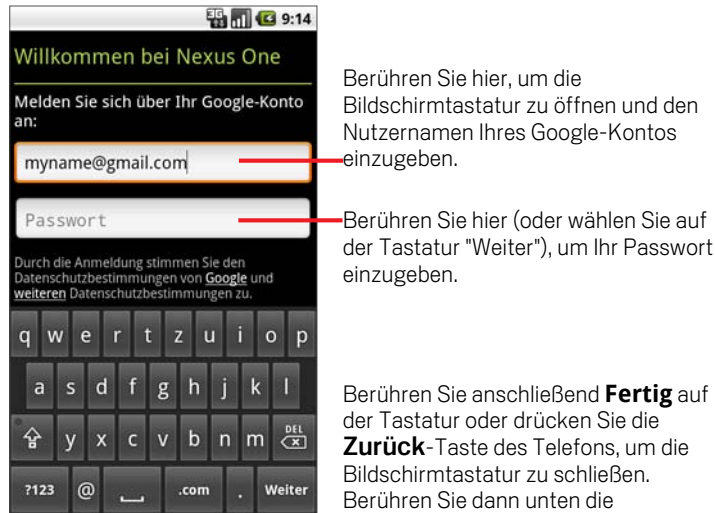 3G 9:14
Willkommen bei Nexus One
Melden Sie sich über Ihr Google-Konto
an:
myname@gmail.com
Passwort
Durch die Anmeldung stimmen Sie den
Datenschutzbestimmungen von Google und
weiteren Datenschutzbestimmungen zu.
q w e r t z u i o p
a s d f g h j k l
y x c v b n m DEL
?123 @ .com . Weiter
Berühren Sie hier, um die
Bildschirmtastatur zu öffnen und den
Nutzernamen Ihres Google-Kontos
einzugeben.
Berühren Sie hier (oder wählen Sie auf
der Tastatur "Weiter"), um Ihr Passwort
einzugeben.
Berühren Sie anschließend Fertig auf
der Tastatur oder drücken Sie die
Zurück-Taste des Telefons, um die
Bildschirmtastatur zu schließen.
Berühren Sie dann unten die